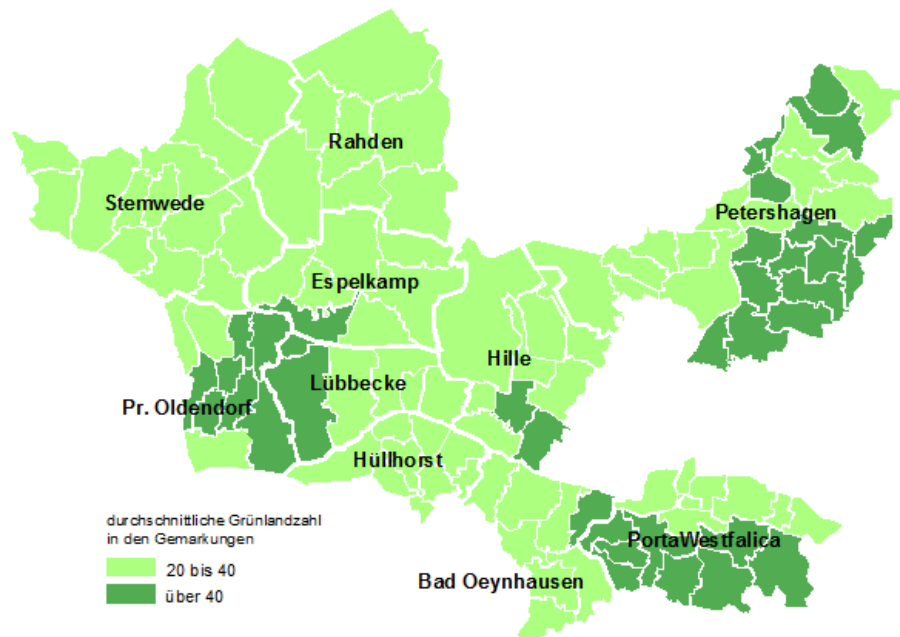 Rahden
Stemwede
Petershagen
Espelkamp
Hille
Lübbecke
Pr. Oldendorf
Hüllhorst
durchschnittliche Grünlandzahl
in den Gemarkungen
20 bis 40
über 40
PortaWestfalica
Bad Oeynhausen